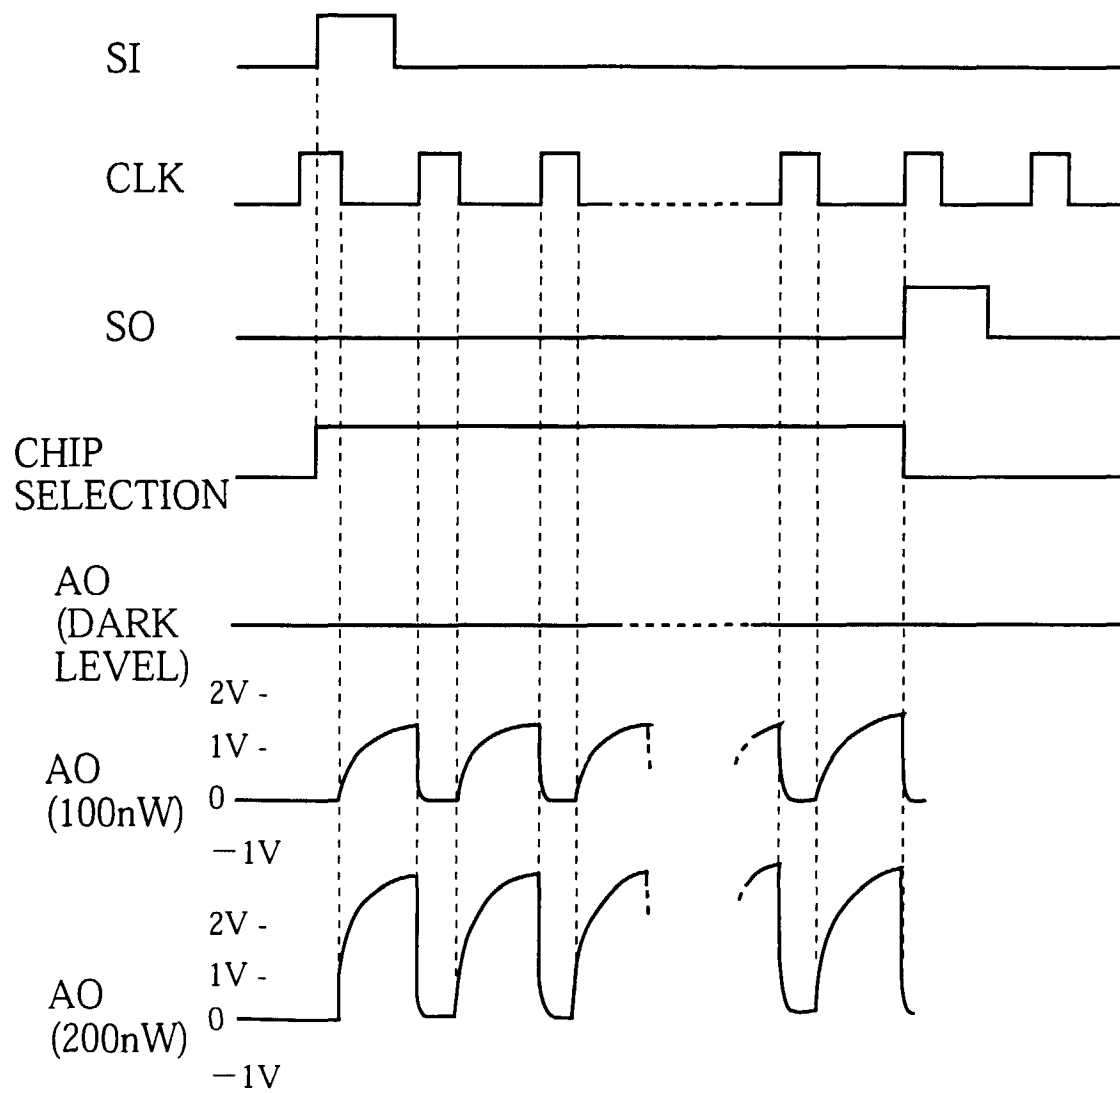 SI
CLK
SO
CHIP
SELECTION
AO
(DARK
LEVEL)
2V -
1V -
AO
(100nW)
0
−1V
2V -
1V -
AO
(200nW)
0
−1V